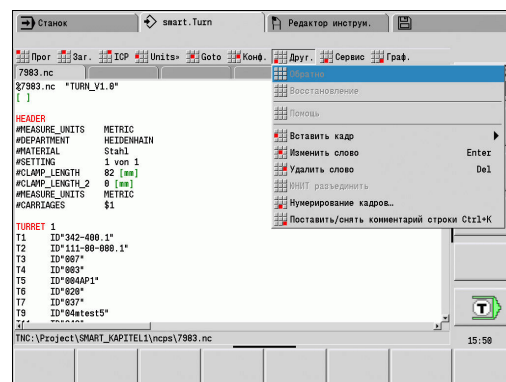 Станок
smart.Turn
Редактор инструм.
Прог Заг. ICP Units» Goto Конф. Друг. Сервис Граф.
7983.nc
%7983.nc "TURN_V1.0"
[ ]
HEADER
#MEASURE_UNITS METRIC
#DEPARTMENT HEIDENHAIN
#MATERIAL Stahl
#SETTING 1 von 1
#CLAMP_LENGTH 82 [mm]
#CLAMP_LENGTH_2 0 [mm]
#MEASURE_UNITS METRIC
#CARRIAGES $1
TURRET 1
T1 ID"342-400.1"
T2 ID"111-80-080.1"
T3 ID"007"
T4 ID"003"
T5 ID"004AP1"
T6 ID"020"
T7 ID"037"
T9 ID"04mtest5"
Обратно
Восстановление
Помощь
Вставить кадр
Изменить слово Enter
Удалить слово Del
ЮНИТ разъединить
Нумерирование кадров…
Поставить/снять комментарий строки Ctrl+K
T
TNC:\Project\SMART_KAPITEL1\ncps\7983.nc
15:50